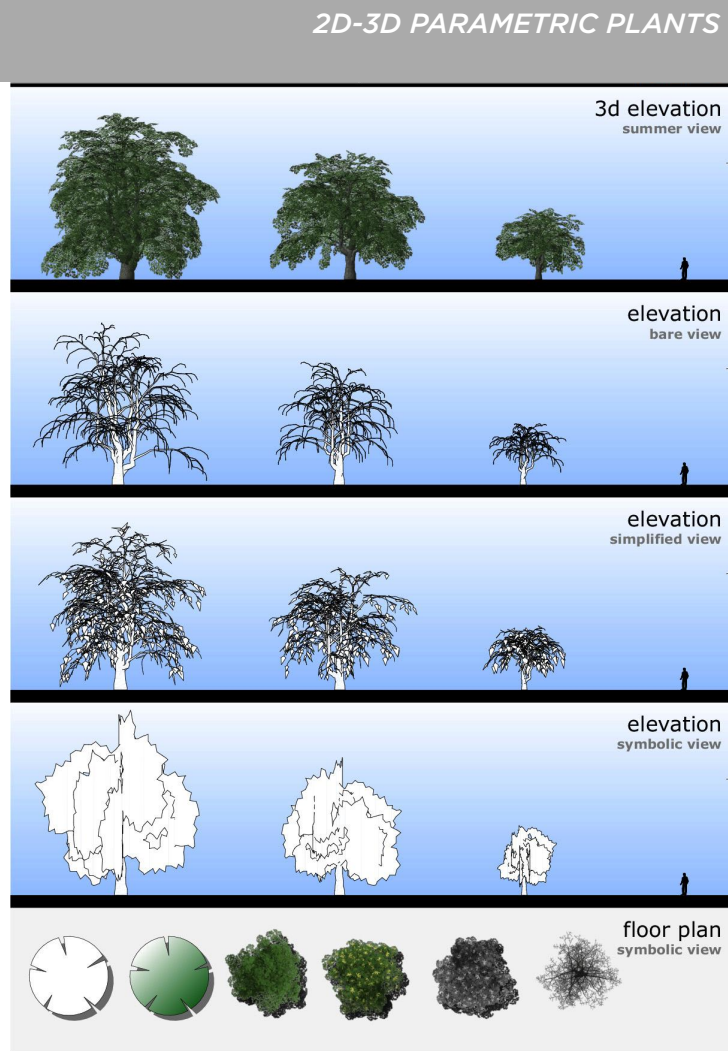 2D-3D PARAMETRIC PLANTS
3d elevation
summer view
elevation
bare view
elevation
simplified view
elevation
symbolic view
floor plan
symbolic view